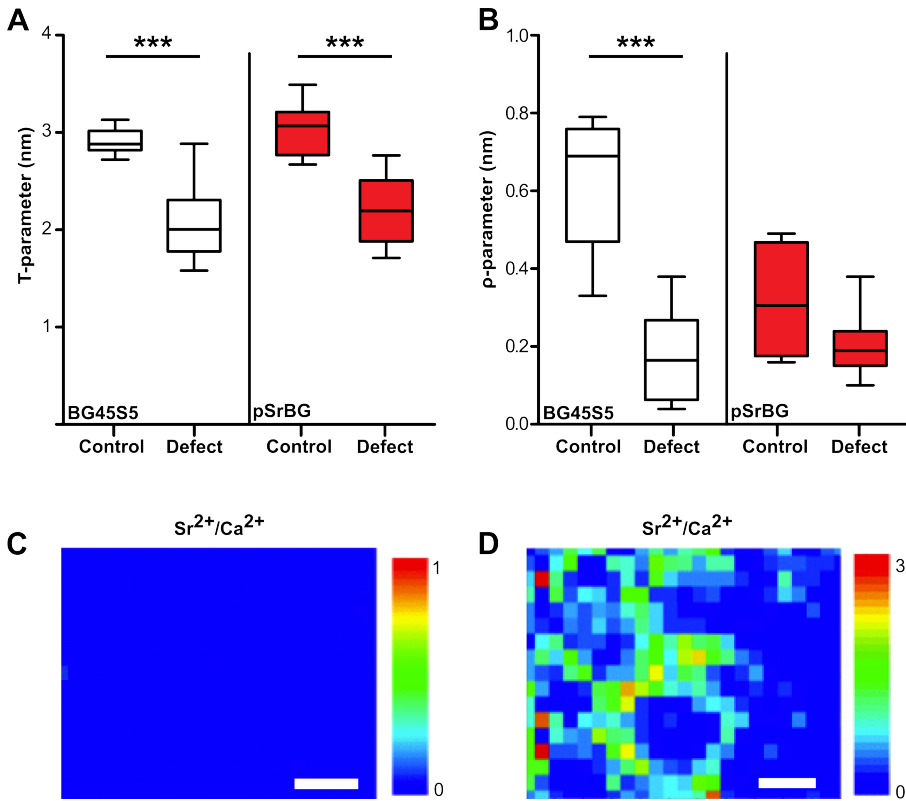 A
B
4
3
2
1
T-parameter (nm)
***
***
BG45S5
pSrBG
Control
Defect
Control
Defect
1.0
0.8
0.6
0.4
0.2
0.0
ρ-parameter (nm)
***
BG45S5
pSrBG
Control
Defect
Control
Defect
C
Sr2+/Ca2+
1
0
D
Sr2+/Ca2+
3
0